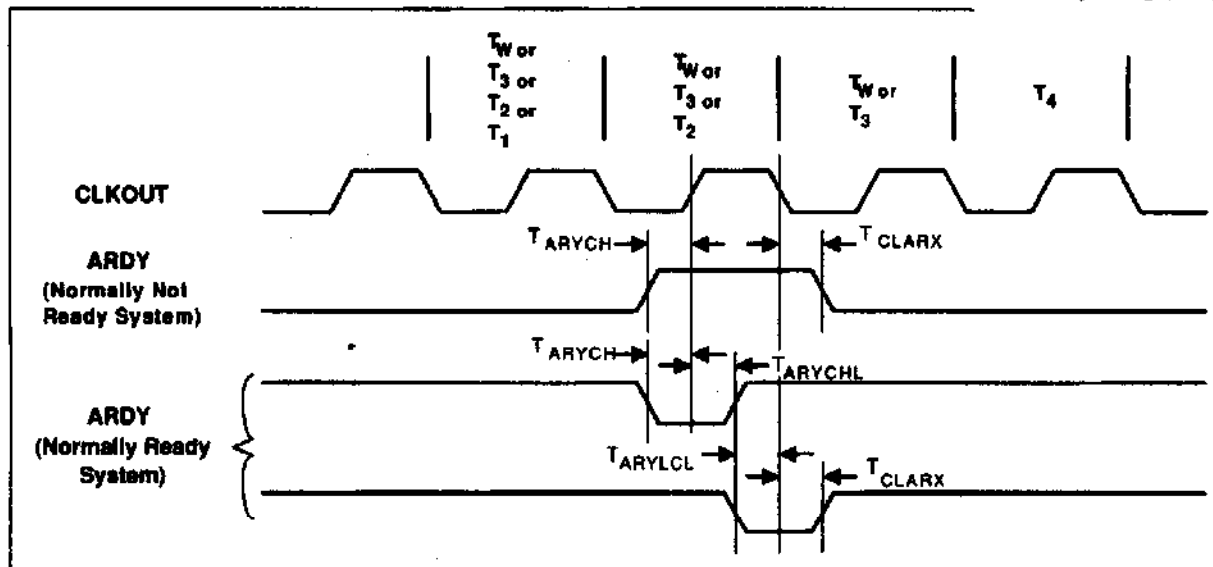 TW or
T3 or
T2 or
T1
TW or
T3 or
T2
TW or
T3
T4
CLKOUT
TARYCH
TCLARX
ARDY
(Normally Not
Ready System)
TARYCH
TARYCHL
ARDY
(Normally Ready
System)
TARYLCL
TCLARX